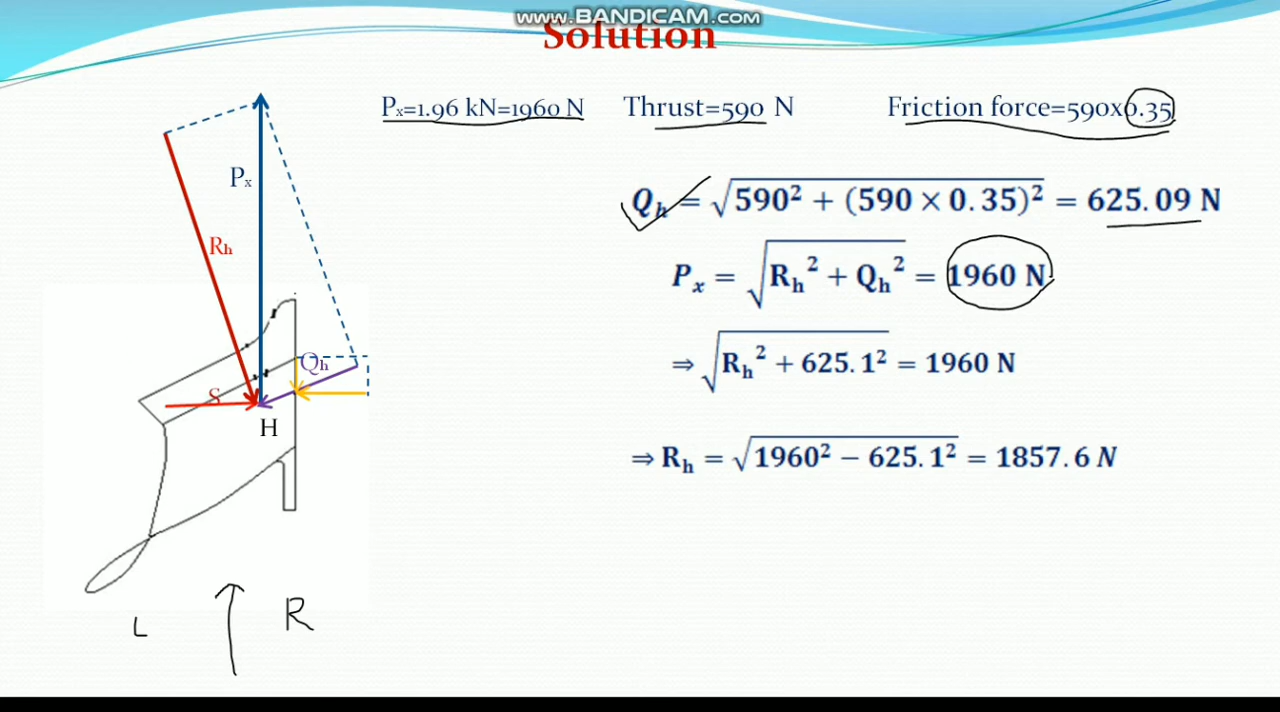 www.BANDICAM.com
Solution
Pₓ=1.96 kN=1960 N Thrust=590 N Friction force=590x0.35
Qₕ = √(590² + (590 × 0.35)²) = 625.09 N
Pₓ = √(Rₕ² + Qₕ²) = 1960 N
⇒ √(Rₕ² + 625.1²) = 1960 N
⇒ Rₕ = √(1960² − 625.1²) = 1857.6 N
Pₓ
Rₕ
Qₕ
S
H
L R